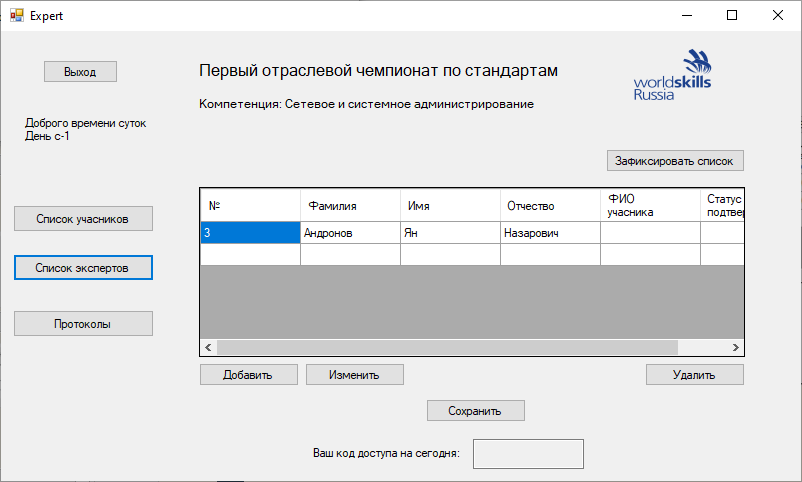 Expert
Выход
Первый отраслевой чемпионат по стандартам
worldskills
Russia
Компетенция: Сетевое и системное администрирование
Доброго времени суток
День c-1
Зафиксировать список
№ Фамилия Имя Отчество ФИО учасника Статус подтвер
3 Андронов Ян Назарович
Список учасников
Список экспертов
Протоколы
Добавить Изменить Удалить
Сохранить
Ваш код доступа на сегодня: